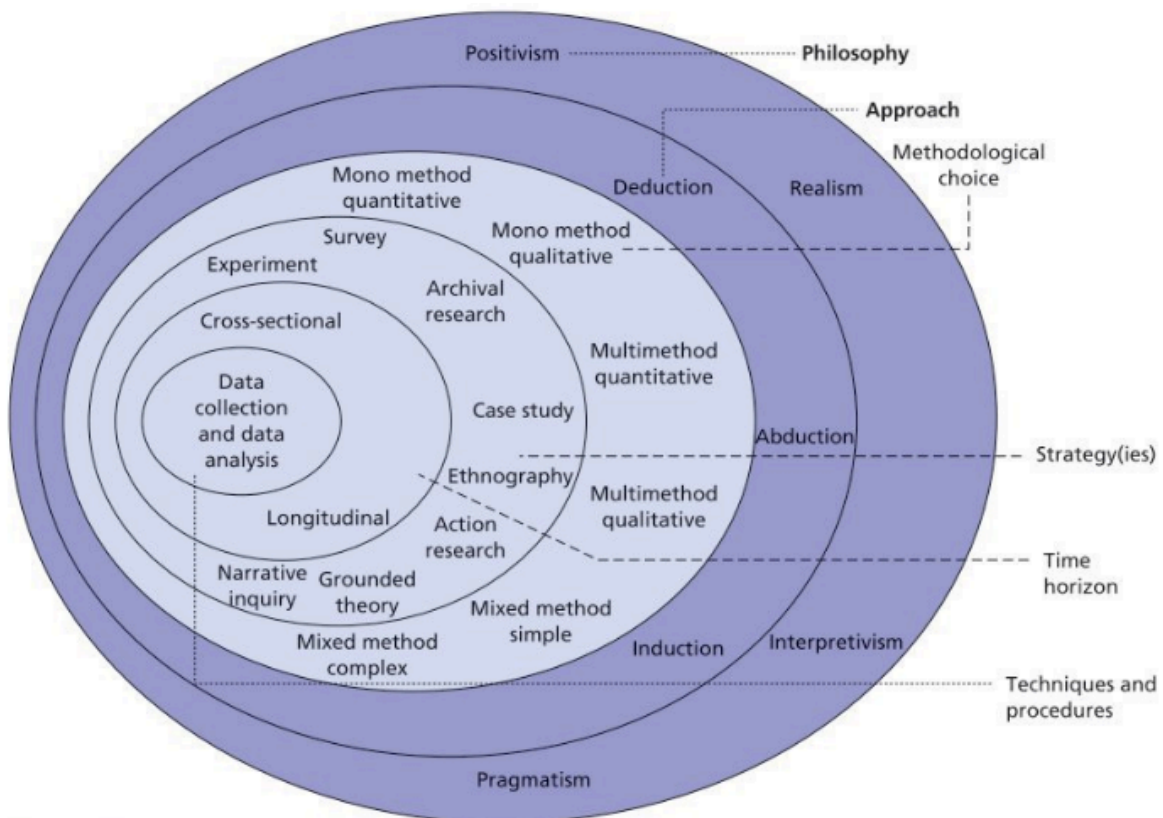 Positivism
Philosophy
Approach
Methodological
choice
Mono method
quantitative
Deduction
Realism
Survey
Mono method
qualitative
Experiment
Archival
research
Cross-sectional
Multimethod
quantitative
Data
collection
and data
analysis
Case study
Abduction
Strategy(ies)
Ethnography
Multimethod
qualitative
Longitudinal
Action
research
Time
horizon
Narrative
inquiry
Grounded
theory
Mixed method
simple
Mixed method
complex
Induction
Interpretivism
Techniques and
procedures
Pragmatism